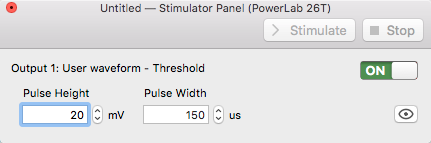 Untitled — Stimulator Panel (PowerLab 26T)
Stimulate Stop
Output 1: User waveform - Threshold
ON
Pulse Height Pulse Width
20 mV 150 us